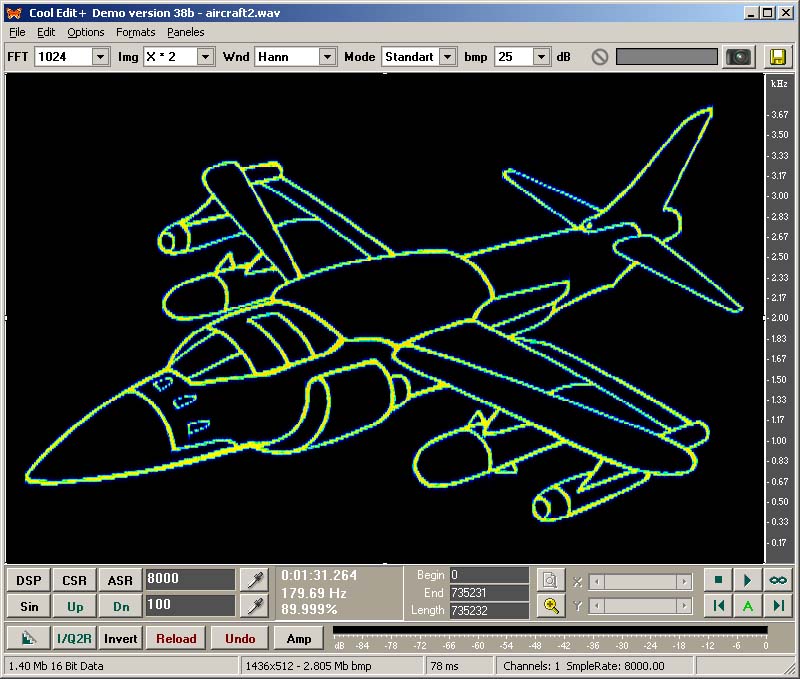 Cool Edit+ Demo version 38b - aircraft2.wav
File Edit Options Formats Paneles
FFT 1024 Img X * 2 Wnd Hann Mode Standart bmp 25 dB
kHz
3.67
3.50
3.33
3.17
3.00
2.83
2.67
2.50
2.33
2.17
2.00
1.83
1.67
1.50
1.33
1.17
1.00
0.83
0.67
0.50
0.33
0.17
DSP CSR ASR 8000 0:01:31.264 Begin 0 X
179.69 Hz End 735231
Sin Up Dn 100 89.999% Length 735232 Y A
I/Q2R Invert Reload Undo Amp dB -84 -78 -72 -66 -60 -54 -48 -42 -36 -30 -24 -18 -12 -6 0
1.40 Mb 16 Bit Data 1436x512 - 2.805 Mb bmp 78 ms Channels: 1 SmpleRate: 8000.00